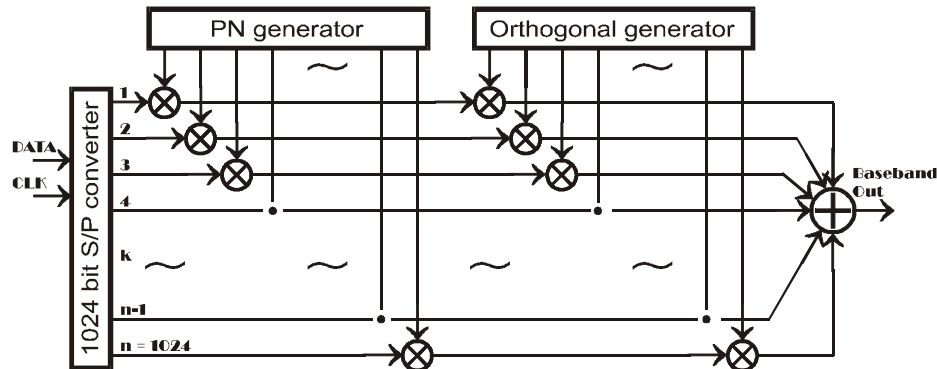 PN generator
Orthogonal generator
1024 bit S/P converter
DATA
CLK
1
2
3
4
k
n-1
n = 1024
Baseband
Out